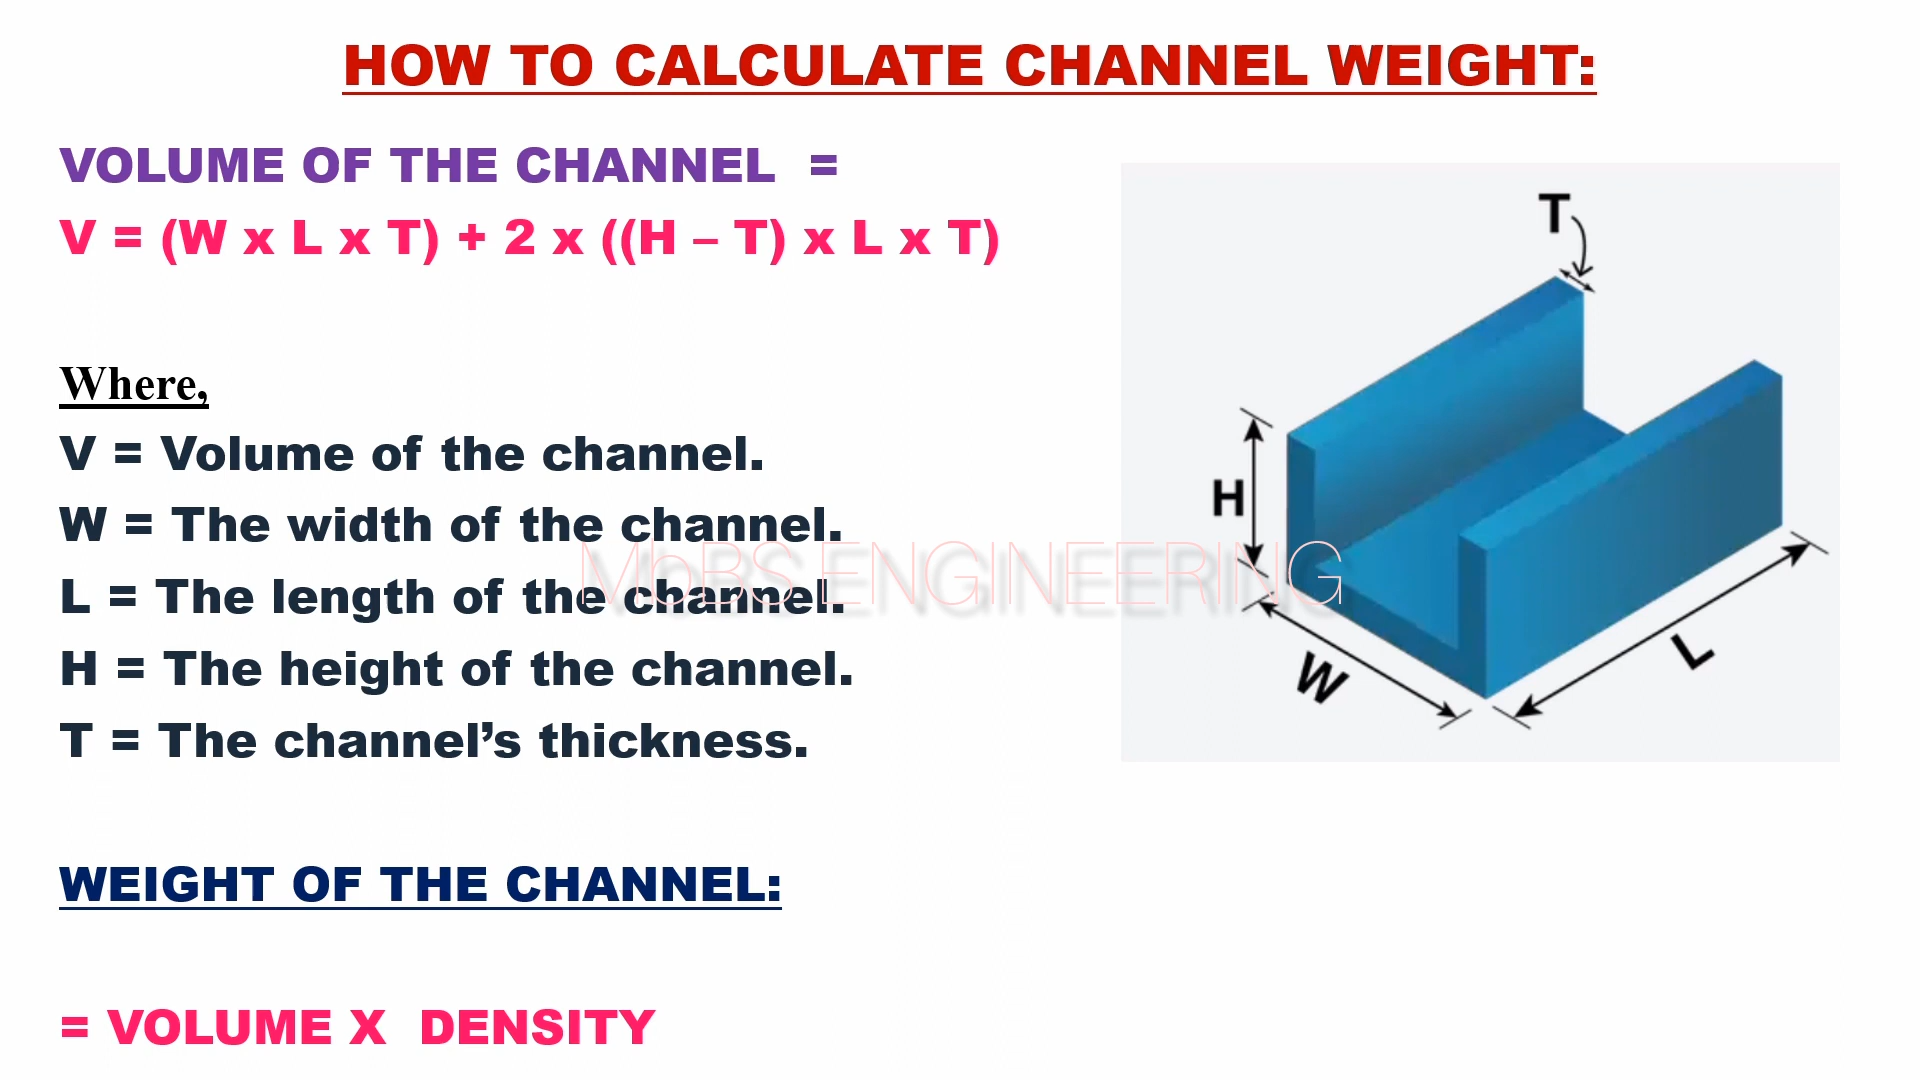 HOW TO CALCULATE CHANNEL WEIGHT:
VOLUME OF THE CHANNEL =
V = (W x L x T) + 2 x ((H – T) x L x T)
Where,
V = Volume of the channel.
W = The width of the channel.
L = The length of the channel.
H = The height of the channel.
T = The channel’s thickness.
WEIGHT OF THE CHANNEL:
= VOLUME X DENSITY
T
H
W
L
MoBS ENGINEERING